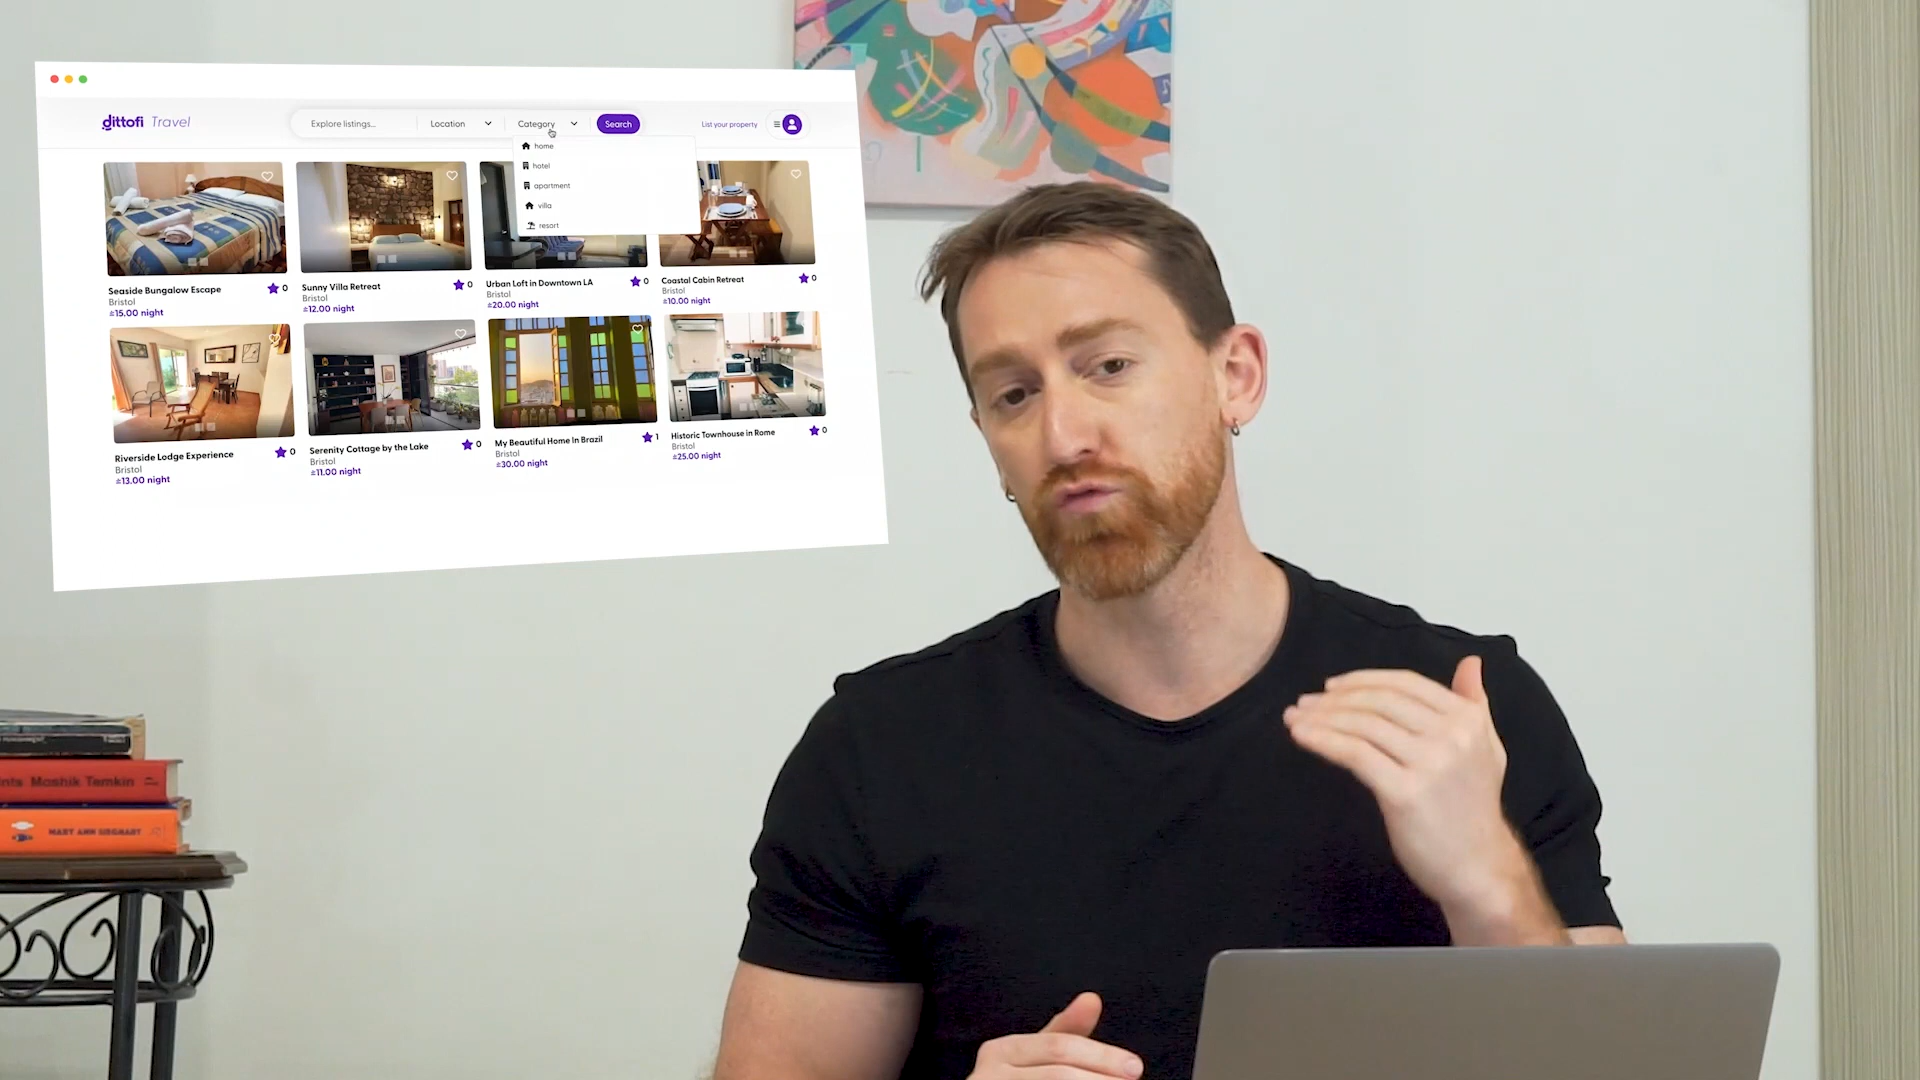 dittofi Travel
Explore listings...
Location
Category
Search
List your property
home
hotel
apartment
villa
resort
Seaside Bungalow Escape
0
Bristol
15.00 night
Sunny Villa Retreat
0
Bristol
12.00 night
Urban Loft in Downtown LA
0
Bristol
20.00 night
Coastal Cabin Retreat
0
Bristol
10.00 night
Riverside Lodge Experience
0
Bristol
13.00 night
Serenity Cottage by the Lake
0
Bristol
11.00 night
My Beautiful Home In Brazil
1
Bristol
30.00 night
Historic Townhouse in Rome
0
Bristol
25.00 night
Moshik Temkin
MARY ANN